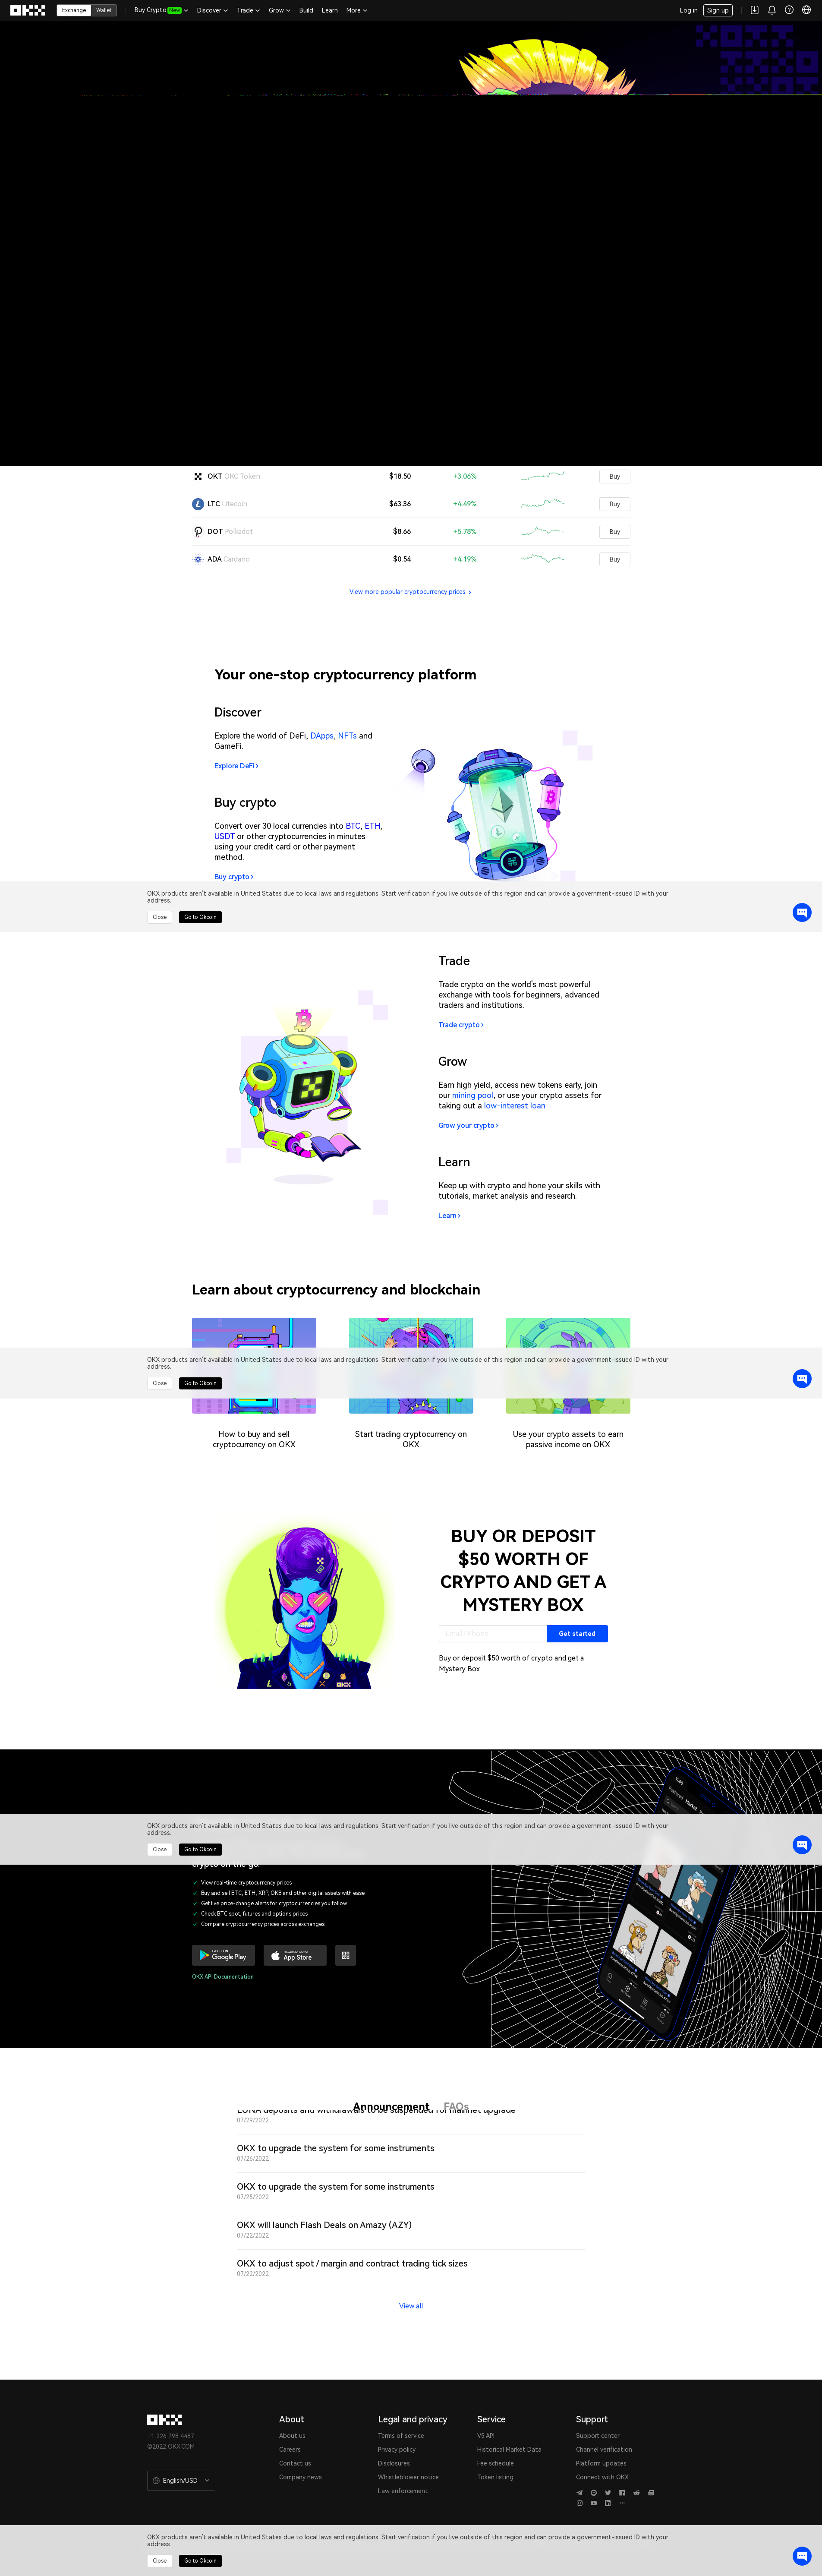 OKX Exchange Wallet Buy Crypto New Discover Trade Grow Build Learn More Log in Sign up
OKT OKC Token $18.50 +3.06% Buy
LTC Litecoin $63.36 +4.49% Buy
DOT Polkadot $8.66 +5.78% Buy
ADA Cardano $0.54 +4.19% Buy
View more popular cryptocurrency prices
Your one-stop cryptocurrency platform
Discover
Explore the world of DeFi, DApps, NFTs and
GameFi.
Explore DeFi
Buy crypto
Convert over 30 local currencies into BTC, ETH,
USDT or other cryptocurrencies in minutes
using your credit card or other payment
method.
Buy crypto
OKX products aren't available in United States due to local laws and regulations. Start verification if you live outside of this region and can provide a government-issued ID with your
address.
Close Go to Okcoin
Trade
Trade crypto on the world's most powerful
exchange with tools for beginners, advanced
traders and institutions.
Trade crypto
Grow
Earn high yield, access new tokens early, join
our mining pool, or use your crypto assets for
taking out a low-interest loan
Grow your crypto
Learn
Keep up with crypto and hone your skills with
tutorials, market analysis and research.
Learn
Learn about cryptocurrency and blockchain
OKX products aren't available in United States due to local laws and regulations. Start verification if you live outside of this region and can provide a government-issued ID with your
address.
Close Go to Okcoin
How to buy and sell
cryptocurrency on OKX
Start trading cryptocurrency on
OKX
Use your crypto assets to earn
passive income on OKX
BUY OR DEPOSIT
$50 WORTH OF
CRYPTO AND GET A
MYSTERY BOX
Email / Phone Get started
Buy or deposit $50 worth of crypto and get a
Mystery Box
OKX products aren't available in United States due to local laws and regulations. Start verification if you live outside of this region and can provide a government-issued ID with your
address.
Close Go to Okcoin
crypto on the go.
View real-time cryptocurrency prices
Buy and sell BTC, ETH, XRP, OKB and other digital assets with ease
Get live price-change alerts for cryptocurrencies you follow
Check BTC spot, futures and options prices
Compare cryptocurrency prices across exchanges
GET IT ON
Google Play
Download on the
App Store
OKX API Documentation
Announcement FAQs
LUNA deposits and withdrawals to be suspended for mainnet upgrade
07/29/2022
OKX to upgrade the system for some instruments
07/26/2022
OKX to upgrade the system for some instruments
07/25/2022
OKX will launch Flash Deals on Amazy (AZY)
07/22/2022
OKX to adjust spot / margin and contract trading tick sizes
07/22/2022
View all
OKX
+1 226 798 4487
©2022 OKX.COM
English/USD
About
About us
Careers
Contact us
Company news
Legal and privacy
Terms of service
Privacy policy
Disclosures
Whistleblower notice
Law enforcement
Service
V5 API
Historical Market Data
Fee schedule
Token listing
Support
Support center
Channel verification
Platform updates
Connect with OKX
OKX products aren't available in United States due to local laws and regulations. Start verification if you live outside of this region and can provide a government-issued ID with your
address.
Close Go to Okcoin